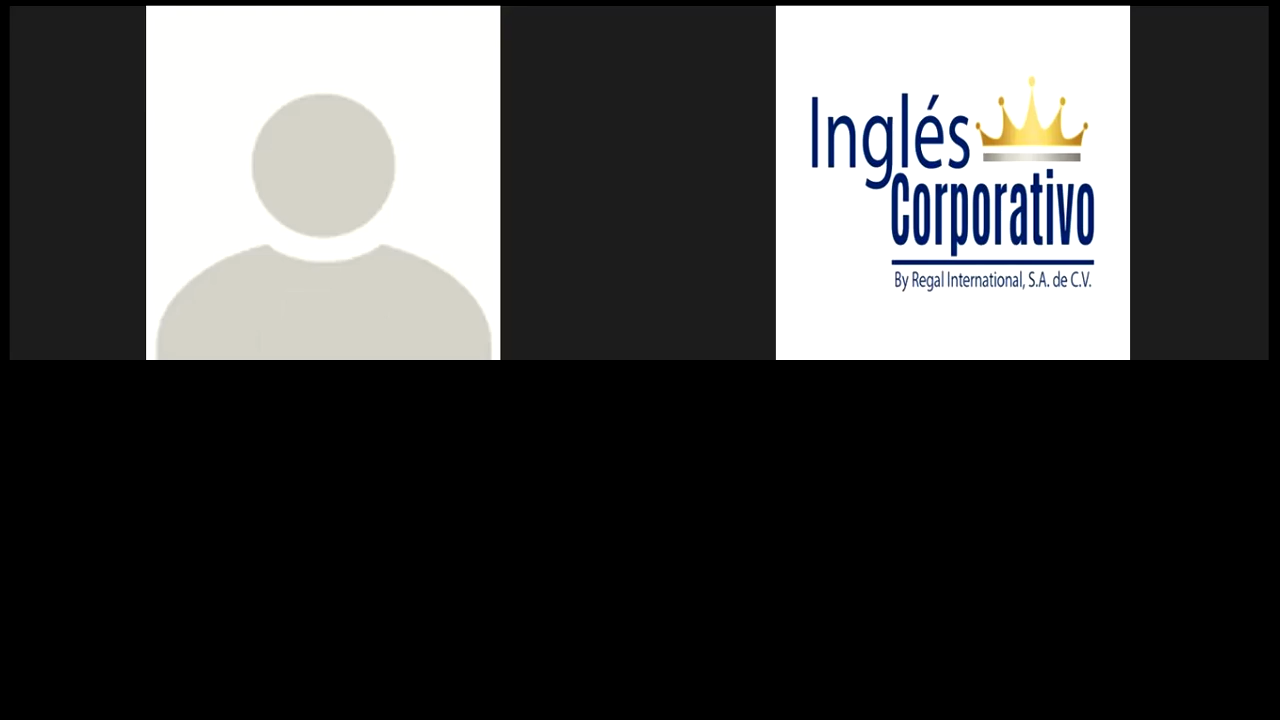 Inglés
Corporativo
By Regal International, S.A. de C.V.